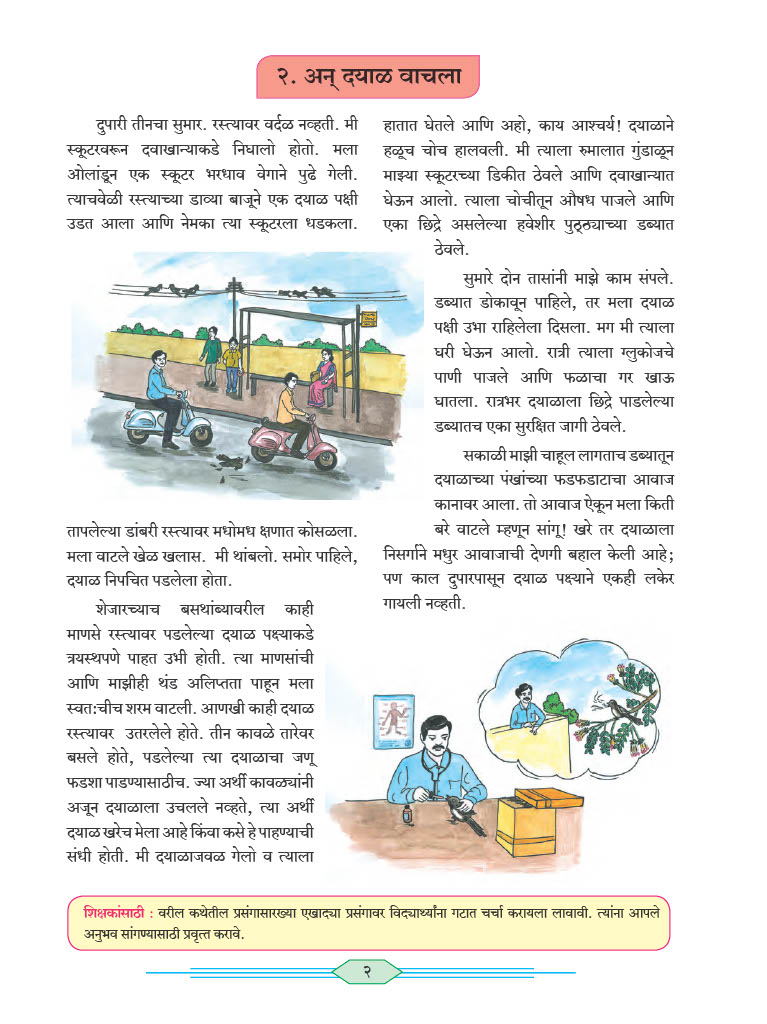 २. अन् दयाळ वाचला
दुपारी तीनचा सुमार. रस्त्यावर वर्दळ नव्हती. मी
स्कूटरवरून दवाखान्याकडे निघालो होतो. मला
ओलांडून एक स्कूटर भरधाव वेगाने पुढे गेली.
त्याचवेळी रस्त्याच्या डाव्या बाजूने एक दयाळ पक्षी
उडत आला आणि नेमका त्या स्कूटरला धडकला.
तापलेल्या डांबरी रस्त्यावर मधोमध क्षणात कोसळला.
मला वाटले खेळ खलास. मी थांबलो. समोर पाहिले,
दयाळ निपचित पडलेला होता.
शेजारच्याच बसथांब्यावरील काही
माणसे रस्त्यावर पडलेल्या दयाळ पक्ष्याकडे
त्रयस्थपणे पाहत उभी होती. त्या माणसांची
आणि माझीही थंड अलिप्तता पाहून मला
स्वत:चीच शरम वाटली. आणखी काही दयाळ
रस्त्यावर उतरलेले होते. तीन कावळे तारेवर
बसले होते, पडलेल्या त्या दयाळाचा जणू
फडशा पाडण्यासाठीच. ज्या अर्थी कावळ्यांनी
अजून दयाळाला उचलले नव्हते, त्या अर्थी
दयाळ खरेच मेला आहे किंवा कसे हे पाहण्याची
संधी होती. मी दयाळाजवळ गेलो व त्याला
हातात घेतले आणि अहो, काय आश्चर्य! दयाळाने
हळूच चोच हालवली. मी त्याला रुमालात गुंडाळून
माझ्या स्कूटरच्या डिकीत ठेवले आणि दवाखान्यात
घेऊन आलो. त्याला चोचीतून औषध पाजले आणि
एका छिद्रे असलेल्या हवेशीर पुठ्ठ्याच्या डब्यात
ठेवले.
सुमारे दोन तासांनी माझे काम संपले.
डब्यात डोकावून पाहिले, तर मला दयाळ
पक्षी उभा राहिलेला दिसला. मग मी त्याला
घरी घेऊन आलो. रात्री त्याला ग्लुकोजचे
पाणी पाजले आणि फळाचा गर खाऊ
घातला. रात्रभर दयाळाला छिद्रे पाडलेल्या
डब्यातच एका सुरक्षित जागी ठेवले.
सकाळी माझी चाहूल लागताच डब्यातून
दयाळाच्या पंखांच्या फडफडाटाचा आवाज
कानावर आला. तो आवाज ऐकून मला किती
बरे वाटले म्हणून सांगू! खरे तर दयाळाला
निसर्गाने मधुर आवाजाची देणगी बहाल केली आहे;
पण काल दुपारपासून दयाळ पक्ष्याने एकही लकेर
गायली नव्हती.
शिक्षकांसाठी : वरील कथेतील प्रसंगासारख्या एखाद्या प्रसंगावर विद्यार्थ्यांना गटात चर्चा करायला लावावी. त्यांना आपले
अनुभव सांगण्यासाठी प्रवृत्त करावे.
२